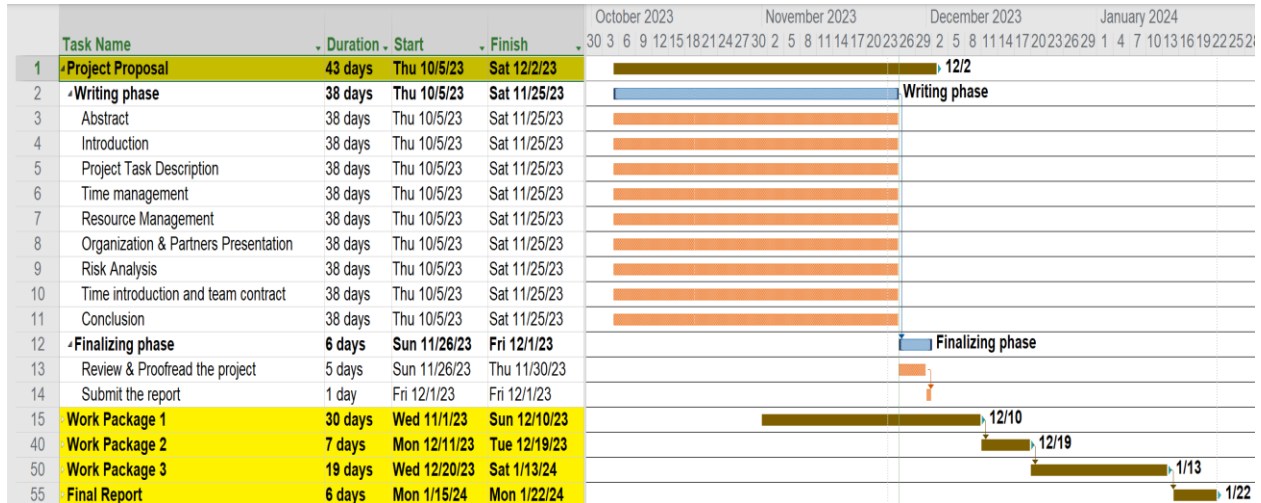 October 2023 November 2023 December 2023 January 2024
Task Name Duration Start Finish 30 3 6 9 12 15 18 21 24 27 30 2 5 8 11 14 17 20 23 26 29 2 5 8 11 14 17 20 23 26 29 1 4 7 10 13 16 19 22 25 28
1 Project Proposal 43 days Thu 10/5/23 Sat 12/2/23 12/2
2 Writing phase 38 days Thu 10/5/23 Sat 11/25/23 Writing phase
3 Abstract 38 days Thu 10/5/23 Sat 11/25/23
4 Introduction 38 days Thu 10/5/23 Sat 11/25/23
5 Project Task Description 38 days Thu 10/5/23 Sat 11/25/23
6 Time management 38 days Thu 10/5/23 Sat 11/25/23
7 Resource Management 38 days Thu 10/5/23 Sat 11/25/23
8 Organization & Partners Presentation 38 days Thu 10/5/23 Sat 11/25/23
9 Risk Analysis 38 days Thu 10/5/23 Sat 11/25/23
10 Time introduction and team contract 38 days Thu 10/5/23 Sat 11/25/23
11 Conclusion 38 days Thu 10/5/23 Sat 11/25/23
12 Finalizing phase 6 days Sun 11/26/23 Fri 12/1/23 Finalizing phase
13 Review & Proofread the project 5 days Sun 11/26/23 Thu 11/30/23
14 Submit the report 1 day Fri 12/1/23 Fri 12/1/23
15 Work Package 1 30 days Wed 11/1/23 Sun 12/10/23 12/10
40 Work Package 2 7 days Mon 12/11/23 Tue 12/19/23 12/19
50 Work Package 3 19 days Wed 12/20/23 Sat 1/13/24 1/13
55 Final Report 6 days Mon 1/15/24 Mon 1/22/24 1/22